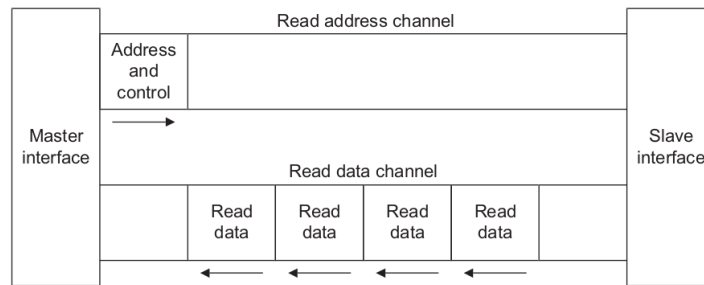 Read address channel
Address
and
control
Master
interface
Slave
interface
Read data channel
Read
data
Read
data
Read
data
Read
data